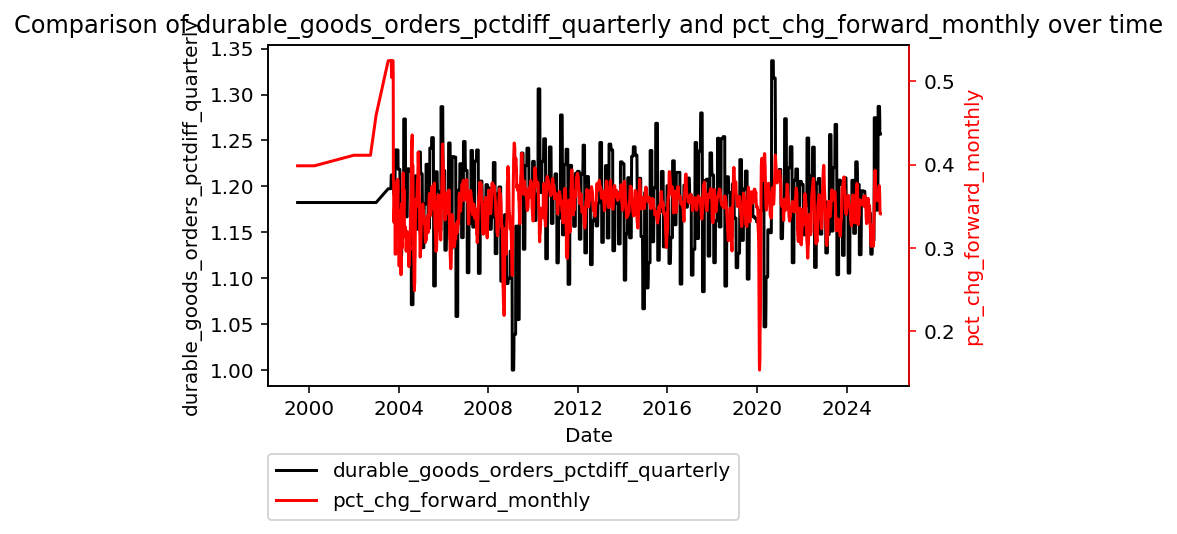 Comparison of durable_goods_orders_pctdiff_quarterly and pct_chg_forward_monthly over time
durable_goods_orders_pctdiff_quarterly
1.35
1.30
1.25
1.20
1.15
1.10
1.05
1.00
0.5
0.4
0.3
0.2
pct_chg_forward_monthly
2000 2004 2008 2012 2016 2020 2024
Date
durable_goods_orders_pctdiff_quarterly
pct_chg_forward_monthly